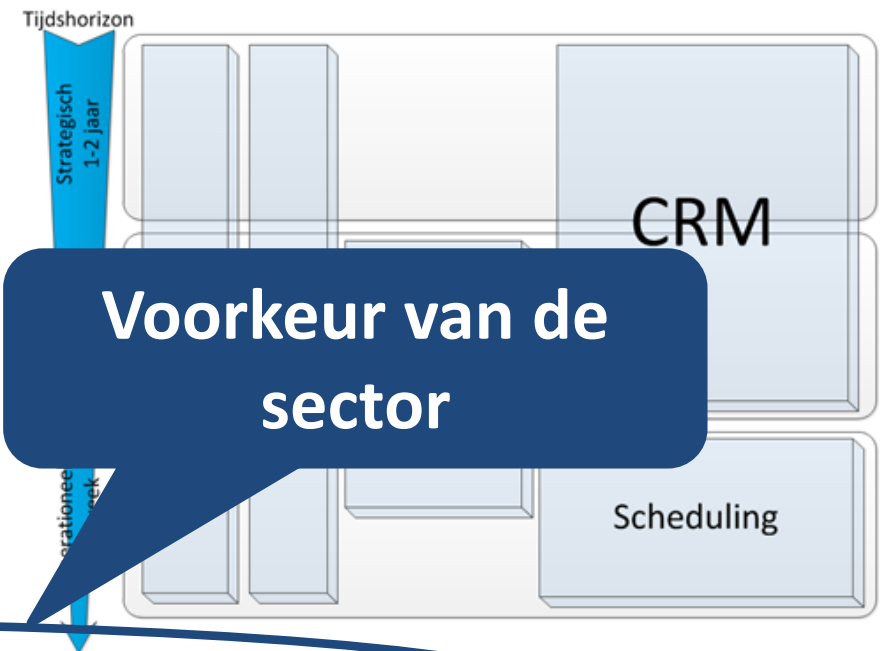 Tijdshorizon
Strategisch
1-2 jaar
CRM
Voorkeur van de
sector
Scheduling